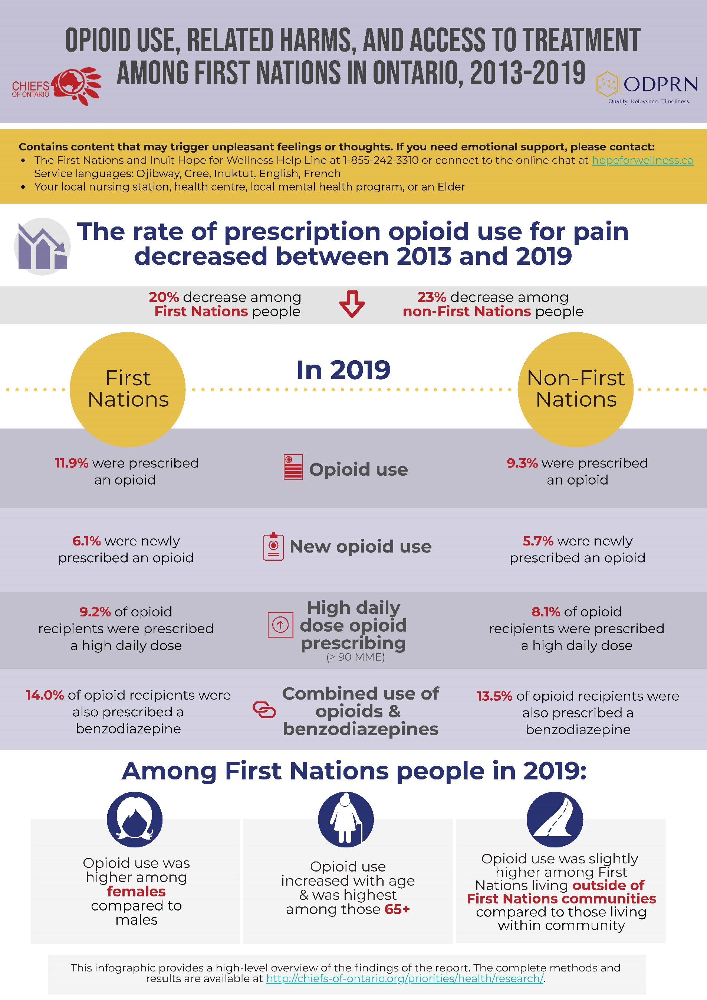 OPIOID USE, RELATED HARMS, AND ACCESS TO TREATMENT
AMONG FIRST NATIONS IN ONTARIO, 2013-2019
CHIEFS
OF ONTARIO
ODPRN
Quality. Relevance. Timeliness.
Contains content that may trigger unpleasant feelings or thoughts. If you need emotional support, please contact:
• The First Nations and Inuit Hope for Wellness Help Line at 1-855-242-3310 or connect to the online chat at hopeforwellness.ca
Service languages: Ojibway, Cree, Inuktut, English, French
• Your local nursing station, health centre, local mental health program, or an Elder
The rate of prescription opioid use for pain
decreased between 2013 and 2019
20% decrease among
First Nations people
23% decrease among
non-First Nations people
First
Nations
In 2019
Non-First
Nations
11.9% were prescribed
an opioid
Opioid use
9.3% were prescribed
an opioid
6.1% were newly
prescribed an opioid
New opioid use
5.7% were newly
prescribed an opioid
9.2% of opioid
recipients were prescribed
a high daily dose
High daily
dose opioid
prescribing
(≥ 90 MME)
8.1% of opioid
recipients were prescribed
a high daily dose
14.0% of opioid recipients were
also prescribed a
benzodiazepine
Combined use of
opioids &
benzodiazepines
13.5% of opioid recipients were
also prescribed a
benzodiazepine
Among First Nations people in 2019:
Opioid use was
higher among
females
compared to
males
Opioid use
increased with age
& was highest
among those 65+
Opioid use was slightly
higher among First
Nations living outside of
First Nations communities
compared to those living
within community
This infographic provides a high-level overview of the findings of the report. The complete methods and
results are available at http://chiefs-of-ontario.org/priorities/health/research/.